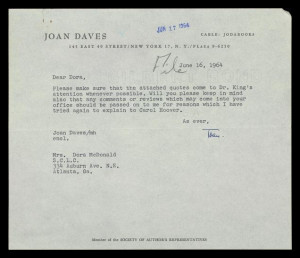 JUN 17 1964
JOAN DAVES
CABLE: JODABOOKS
145 EAST 49 STREET/NEW YORK 17, N. Y./PLaza 9-6250
File
June 16, 1964
Dear Dora,
Please make sure that the attached quotes come to Dr. King's
attention whenever possible. Will you please keep in mind
also that any comments or reviews which may come into your
office should be passed on to me for reasons which I have
tried again to explain to Carol Hoover.
As ever,
Joan Daves/mh
encl.
Mrs. Dora McDonald
S.C.L.C.
334 Auburn Ave. N.E.
Atlanta, Ga.
Member of the SOCIETY OF AUTHOR'S REPRESENTATIVES